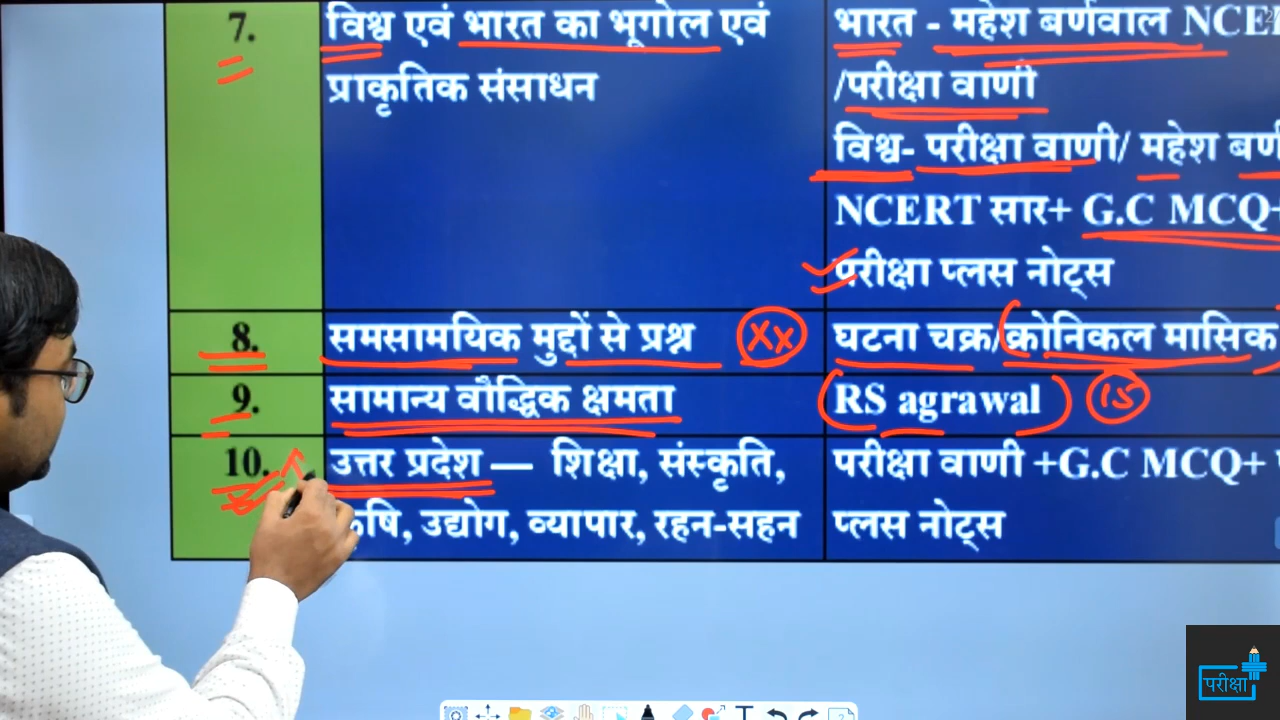 7.
विश्व एवं भारत का भूगोल एवं
प्राकृतिक संसाधन
भारत - महेश बर्णवाल
/परीक्षा वाणी
विश्व- परीक्षा वाणी/ महेश
NCERT सार+ G.C MCQ+
परीक्षा प्लस नोट्स
8.
समसामयिक मुद्दों से प्रश्न
XX
घटना चक्र/क्रोनिकल मासिक
9.
सामान्य वौद्धिक क्षमता
RS agrawal
15
10.
उत्तर प्रदेश — शिक्षा, संस्कृति,
उद्योग, व्यापार, रहन-सहन
परीक्षा वाणी +G.C MCQ+
प्लस नोट्स
परीक्षा